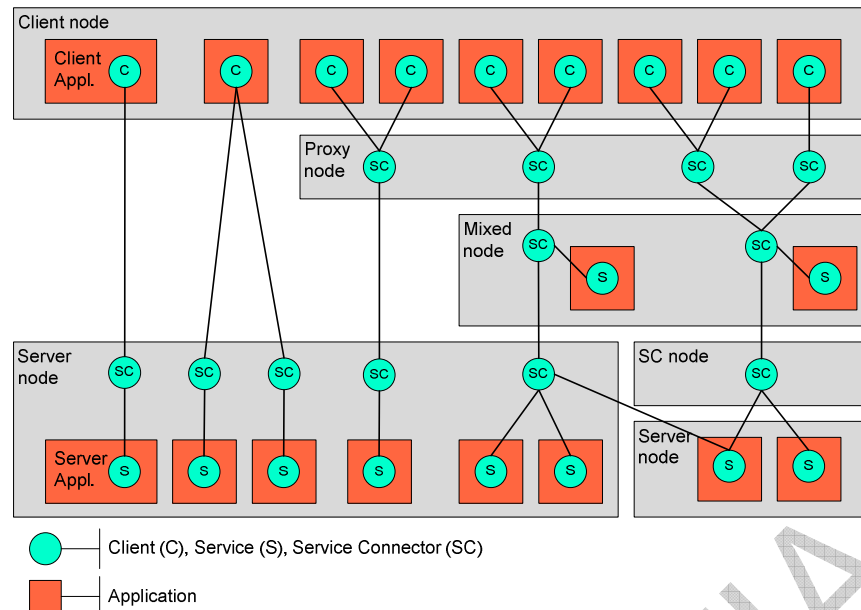 Client node
Client
Appl.
C
C
C
C
C
C
C
C
C
Proxy
node
SC
SC
SC
SC
Mixed
node
SC
S
SC
S
Server
node
SC
SC
SC
SC
SC
SC node
SC
Server
Appl.
S
S
S
S
S
S
Server
node
S
S
Client (C), Service (S), Service Connector (SC)
Application